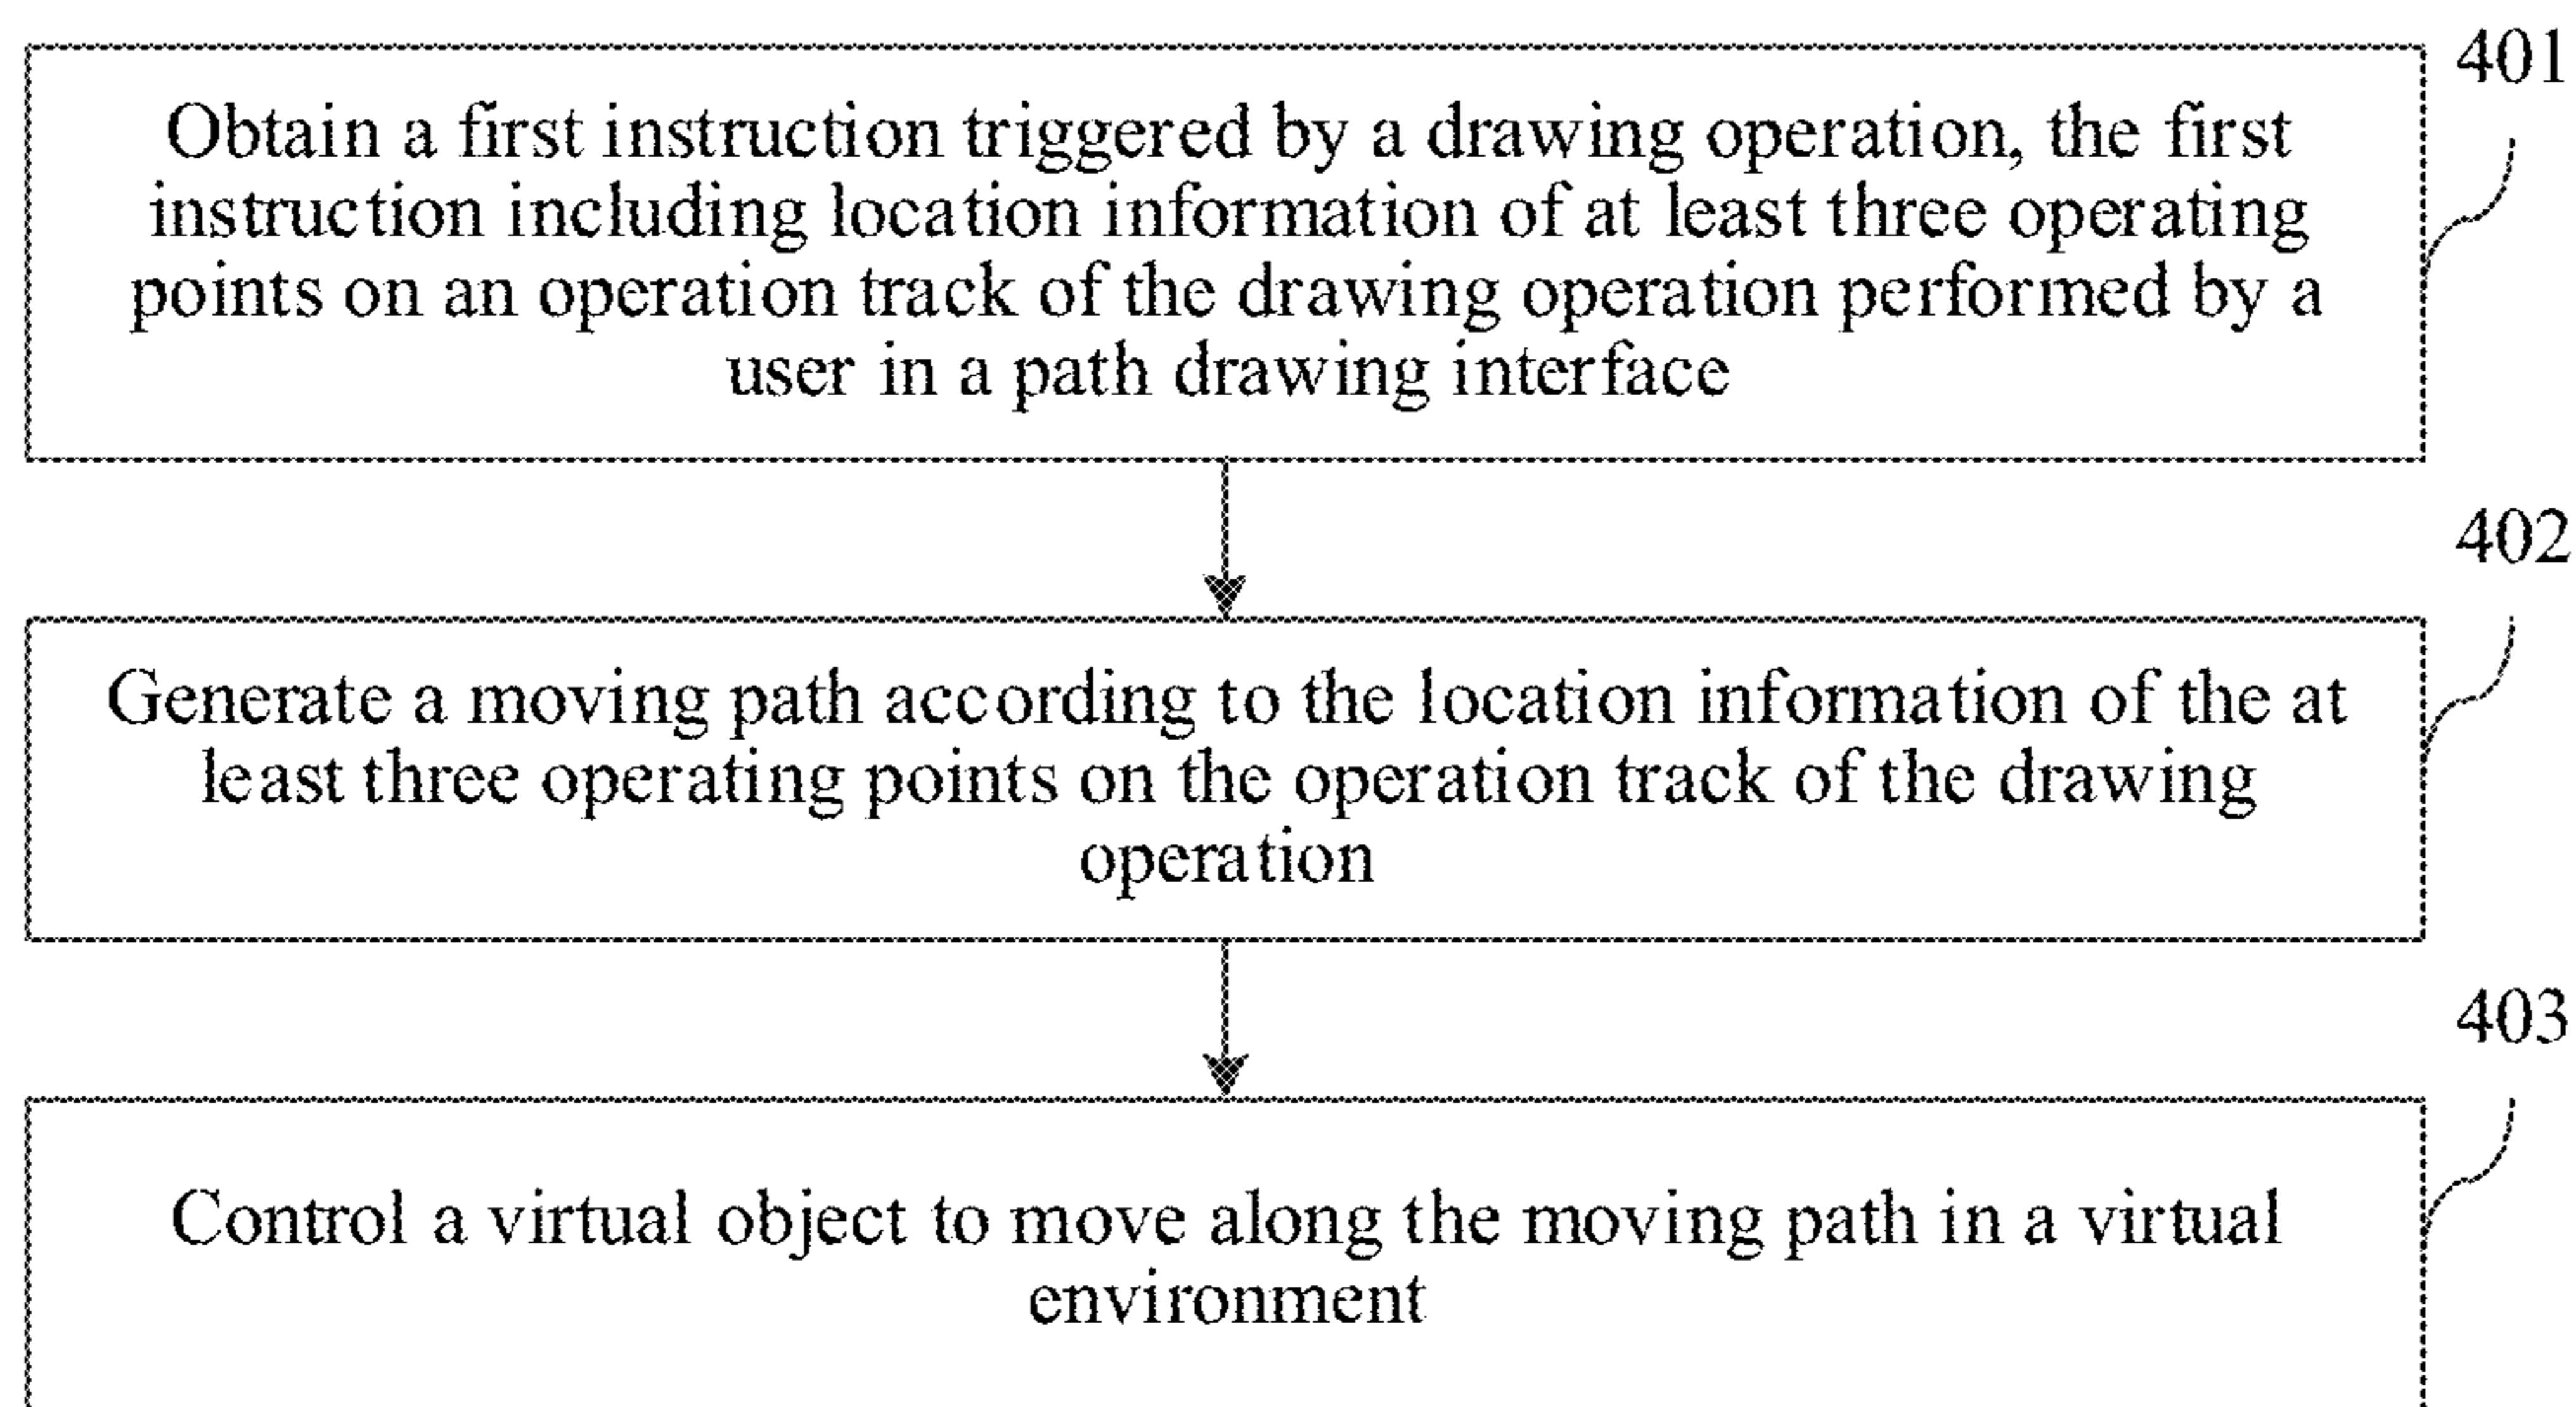 401
Obtain a first instruction triggered by a drawing operation, the first
instruction including location information of at least three operating
points on an operation track of the drawing operation performed by a
user in a path drawing interface
402
Generate a moving path according to the location information of the at
least three operating points on the operation track of the drawing
operation
403
Control a virtual object to move along the moving path in a virtual
environment